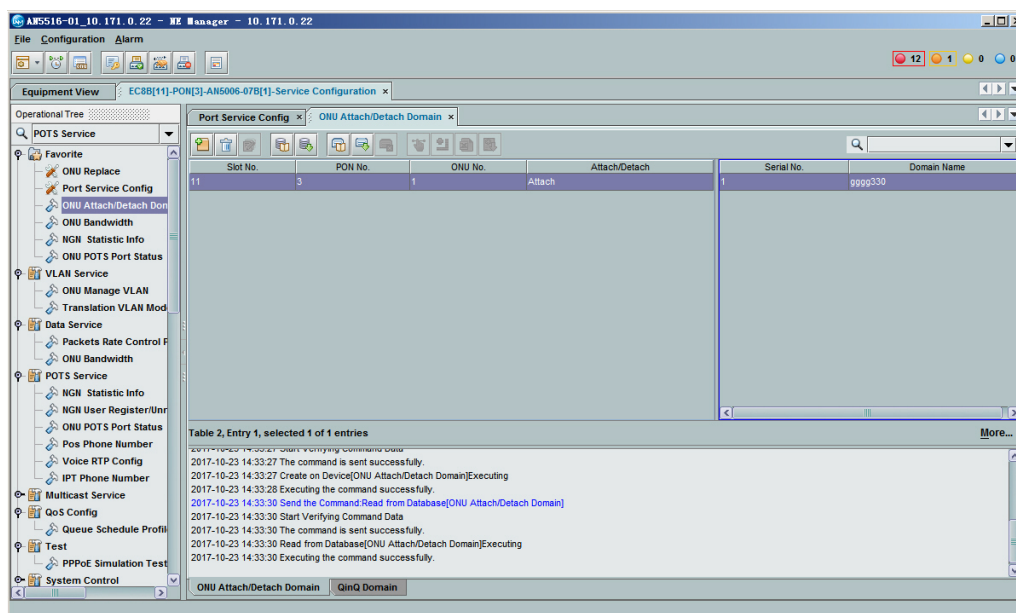 AN5516-01_10.171.0.22 - NE Manager - 10.171.0.22
File Configuration Alarm
12 1 0 0
Equipment View EC8B[11]-PON[3]-AN5006-07B[1]-Service Configuration ×
Operational Tree
POTS Service
Favorite
ONU Replace
Port Service Config
ONU Attach/Detach Don
ONU Bandwidth
NGN Statistic Info
ONU POTS Port Status
VLAN Service
ONU Manage VLAN
Translation VLAN Mod
Data Service
Packets Rate Control P
ONU Bandwidth
POTS Service
NGN Statistic Info
NGN User Register/Unr
ONU POTS Port Status
Pos Phone Number
Voice RTP Config
IPT Phone Number
Multicast Service
QoS Config
Queue Schedule Profil
Test
PPPoE Simulation Test
System Control
Port Service Config × ONU Attach/Detach Domain ×
Slot No. PON No. ONU No. Attach/Detach Serial No. Domain Name
11 3 1 Attach 1 gggg330
Table 2, Entry 1, selected 1 of 1 entries More...
2017-10-23 14:33:27 Start Verifying Command Data
2017-10-23 14:33:27 The command is sent successfully.
2017-10-23 14:33:27 Create on Device[ONU Attach/Detach Domain]Executing
2017-10-23 14:33:28 Executing the command successfully.
2017-10-23 14:33:30 Send the Command:Read from Database[ONU Attach/Detach Domain]
2017-10-23 14:33:30 Start Verifying Command Data
2017-10-23 14:33:30 The command is sent successfully.
2017-10-23 14:33:30 Read from Database[ONU Attach/Detach Domain]Executing
2017-10-23 14:33:30 Executing the command successfully.
ONU Attach/Detach Domain QinQ Domain